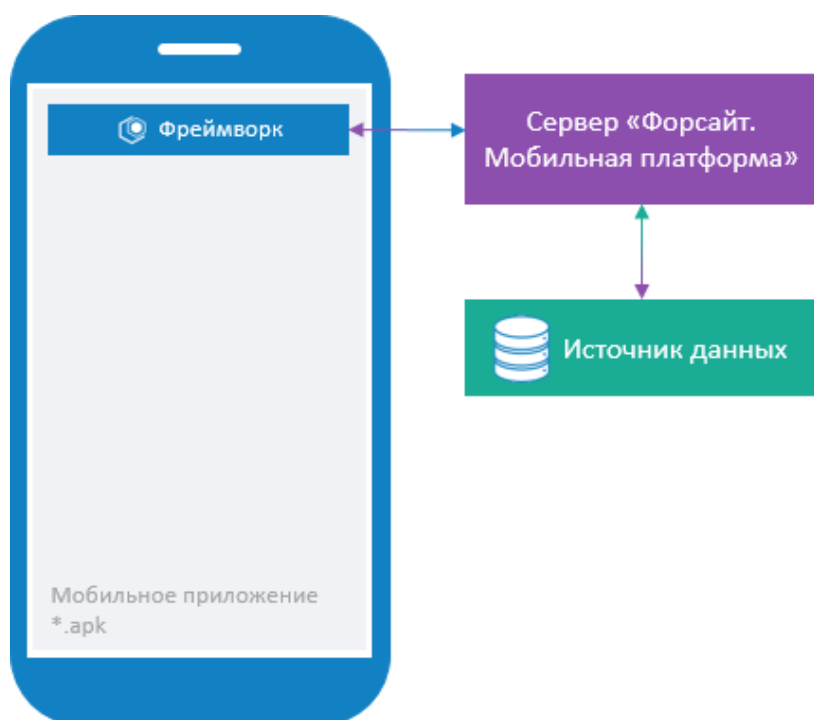 Фреймворк
Сервер «Форсайт.
Мобильная платформа»
Источник данных
Мобильное приложение
*.apk